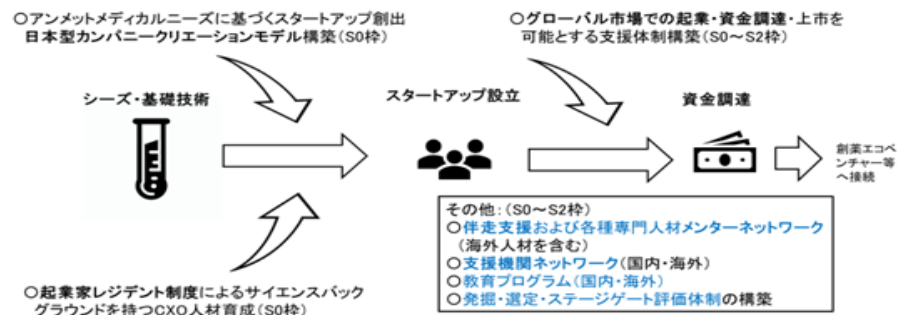 ○アンメットメディカルニーズに基づくスタートアップ創出
日本型カンパニークリエーションモデル構築(S0枠)
○グローバル市場での起業・資金調達・上市を
可能とする支援体制構築(S0～S2枠)
シーズ・基礎技術
スタートアップ設立
資金調達
創薬エコベ
ンチャー等
へ接続
その他:(S0～S2枠)
○伴走支援および各種専門人材メンターネットワーク
(海外人材を含む)
○支援機関ネットワーク(国内・海外)
○教育プログラム(国内・海外)
○発掘・選定・ステージゲート評価体制の構築
○起業家レジデント制度によるサイエンスバック
グラウンドを持つCXO人材育成(S0枠)